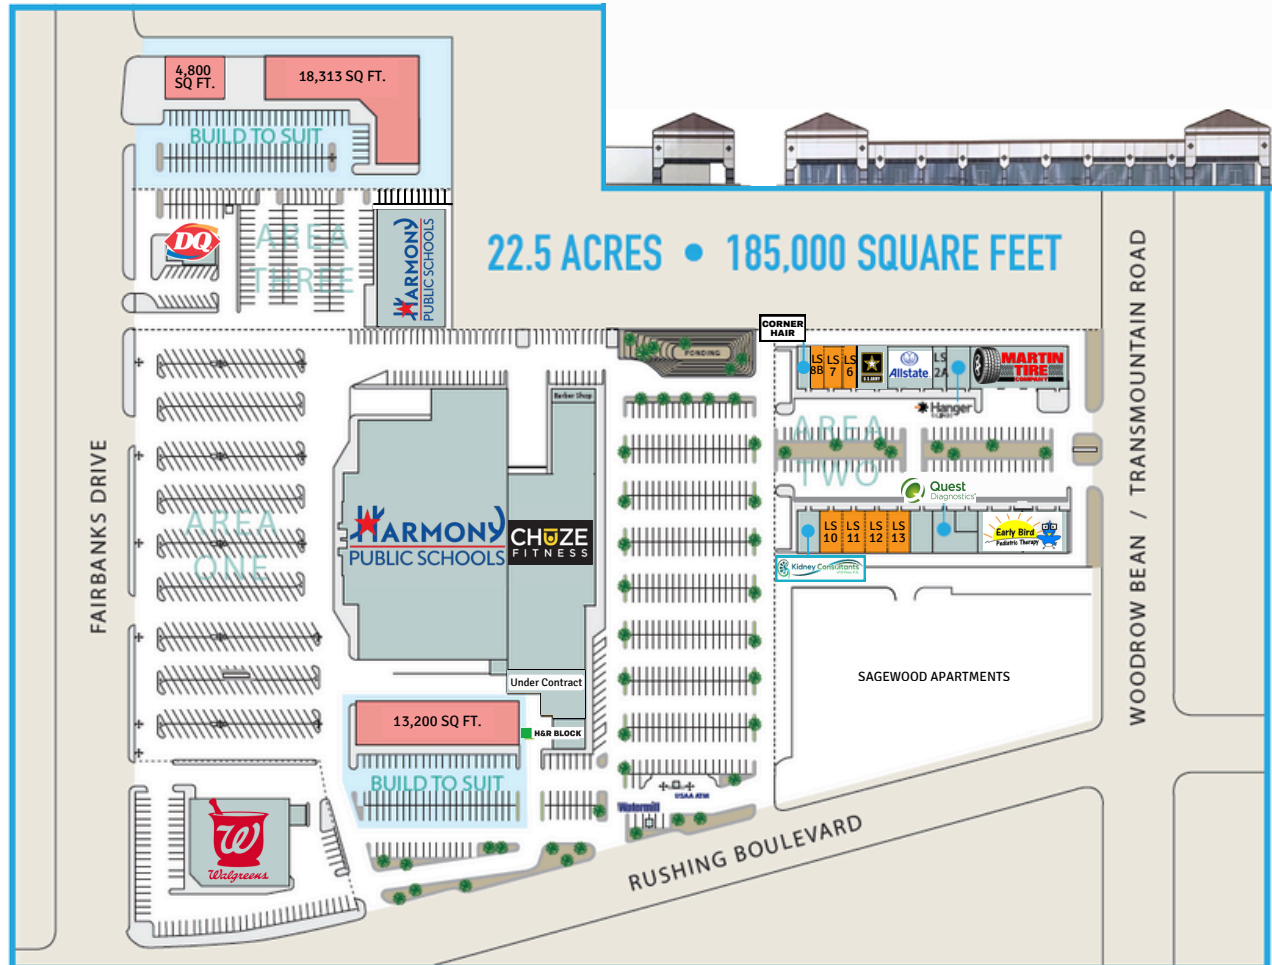 4,800
SQ FT.
18,313 SQ FT.
BUILD TO SUIT
DQ
AREA
THREE
HARMONY
PUBLIC SCHOOLS
22.5 ACRES • 185,000 SQUARE FEET
WOODROW BEAN / TRANSMOUNTAIN ROAD
FAIRBANKS DRIVE
PONDING
CORNER
HAIR
LS
8B
LS
7
LS
6
U.S. ARMY
Allstate
LS
2A
MARTIN
TIRE
COMPANY
Hanger
CLINIC
AREA
TWO
Barber Shop
Quest
Diagnostics
AREA
ONE
HARMONY
PUBLIC SCHOOLS
CHUZE
FITNESS
LS
10
LS
11
LS
12
LS
13
Early Bird
Pediatric Therapy
Kidney Consultants
SAGEWOOD APARTMENTS
Under Contract
13,200 SQ FT.
H&R BLOCK
BUILD TO SUIT
USAA ATM
Watermill
W
Walgreens
RUSHING BOULEVARD